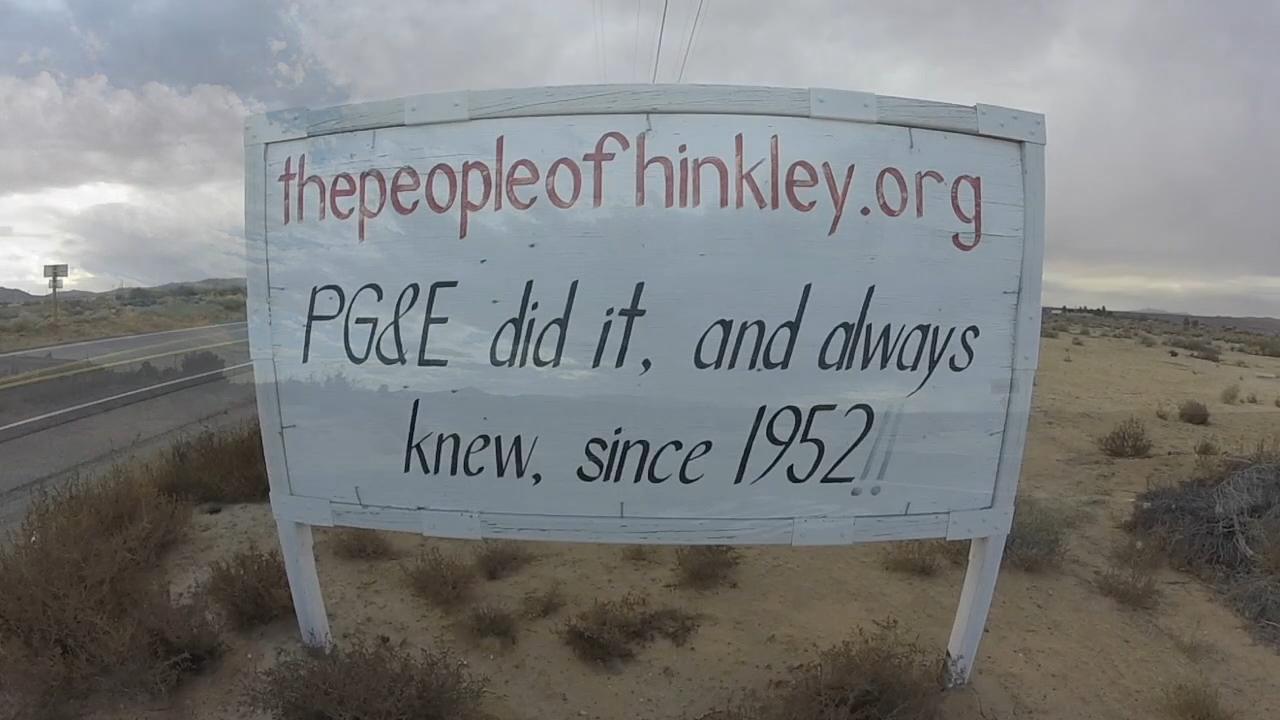 thepeopleofhinkley.org
PG&E did it, and always
knew, since 1952!!